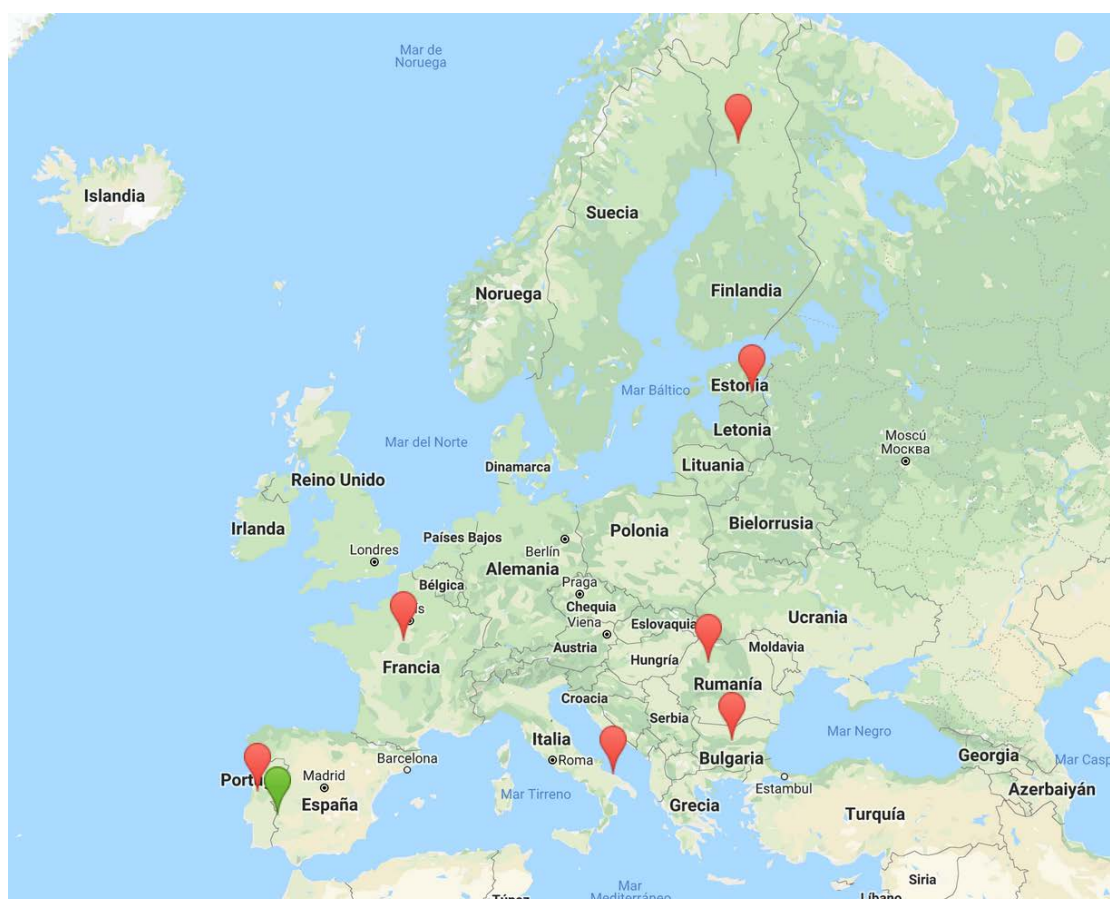 Mar de
Noruega
Islandia
Suecia
Noruega
Finlandia
Mar Báltico
Estonia
Letonia
Moscú
Москва
Mar del Norte
Dinamarca
Lituania
Reino Unido
Irlanda
Bielorrusia
Países Bajos
Polonia
Londres
Berlín
Alemania
Bélgica
Praga
Chequia
Ucrania
Eslovaquia
Viena
Austria
Moldavia
Hungría
Francia
Rumanía
Croacia
Serbia
Mar Negro
Italia
Bulgaria
Georgia
Barcelona
Roma
Mar Casp
Madrid
Estambul
Azerbaiyán
España
Mar Tirreno
Grecia
Turquía
Siria
Mar
Mediterráneo
Líbano